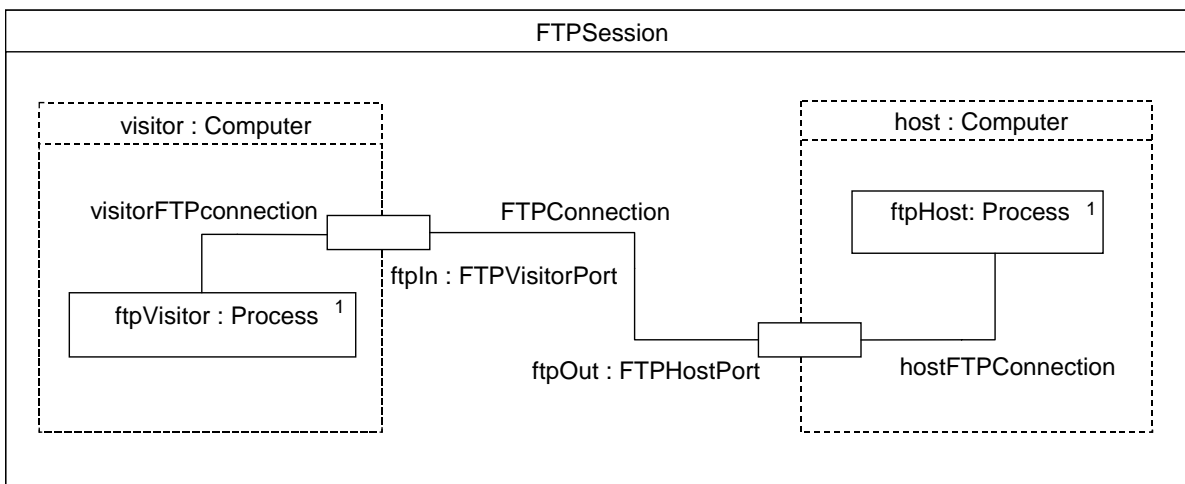 FTPSession
visitor : Computer
host : Computer
visitorFTPconnection
FTPConnection
ftpHost: Process 1
ftpIn : FTPVisitorPort
ftpVisitor : Process 1
ftpOut : FTPHostPort
hostFTPConnection